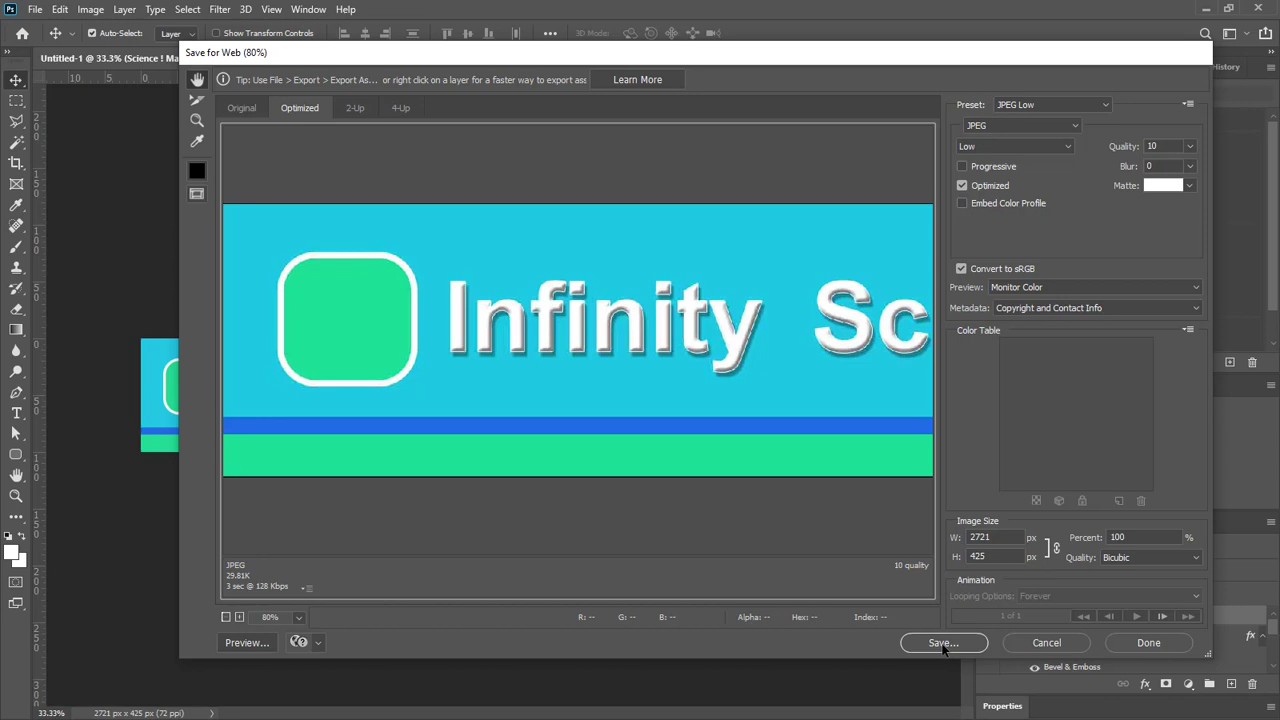 Ps File Edit Image Layer Type Select Filter 3D View Window Help
Auto-Select: Layer Show Transform Controls 3D Mode:
Untitled-1 @ 33.3% (Science ! Ma
Save for Web (80%)
History
Tip: Use File > Export > Export As... or right click on a layer for a faster way to export ass
Learn More
Original Optimized 2-Up 4-Up
Preset: JPEG Low
JPEG
Low Quality: 10
Progressive Blur: 0
Optimized Matte:
Embed Color Profile
Convert to sRGB
Preview: Monitor Color
Metadata: Copyright and Contact Info
Color Table
Infinity Sc
Image Size
W: 2721 px Percent: 100 %
H: 425 px Quality: Bicubic
JPEG
29.81K
3 sec @ 128 Kbps
10 quality
Animation
Looping Options: Forever
1 of 1
80% R: -- G: -- B: -- Alpha: -- Hex: -- Index: --
Preview... Save... Cancel Done
fx
Bevel & Emboss
fx
Properties
33.33% 2721 px x 425 px (72 ppi)